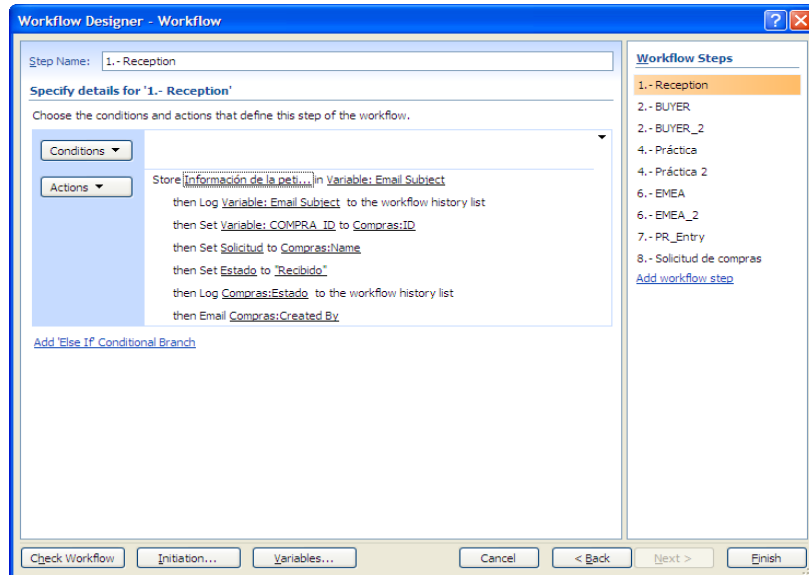 Workflow Designer - Workflow
Step Name: 1.- Reception
Specify details for '1.- Reception'
Choose the conditions and actions that define this step of the workflow.
Conditions
Actions
Store Información de la peti... in Variable: Email Subject
then Log Variable: Email Subject to the workflow history list
then Set Variable: COMPRA_ID to Compras:ID
then Set Solicitud to Compras:Name
then Set Estado to "Recibido"
then Log Compras:Estado to the workflow history list
then Email Compras:Created By
Add 'Else If' Conditional Branch
Workflow Steps
1.- Reception
2.- BUYER
2.- BUYER_2
4.- Práctica
4.- Práctica 2
6.- EMEA
6.- EMEA_2
7.- PR_Entry
8.- Solicitud de compras
Add workflow step
Check Workflow Initiation... Variables... Cancel < Back Next > Finish